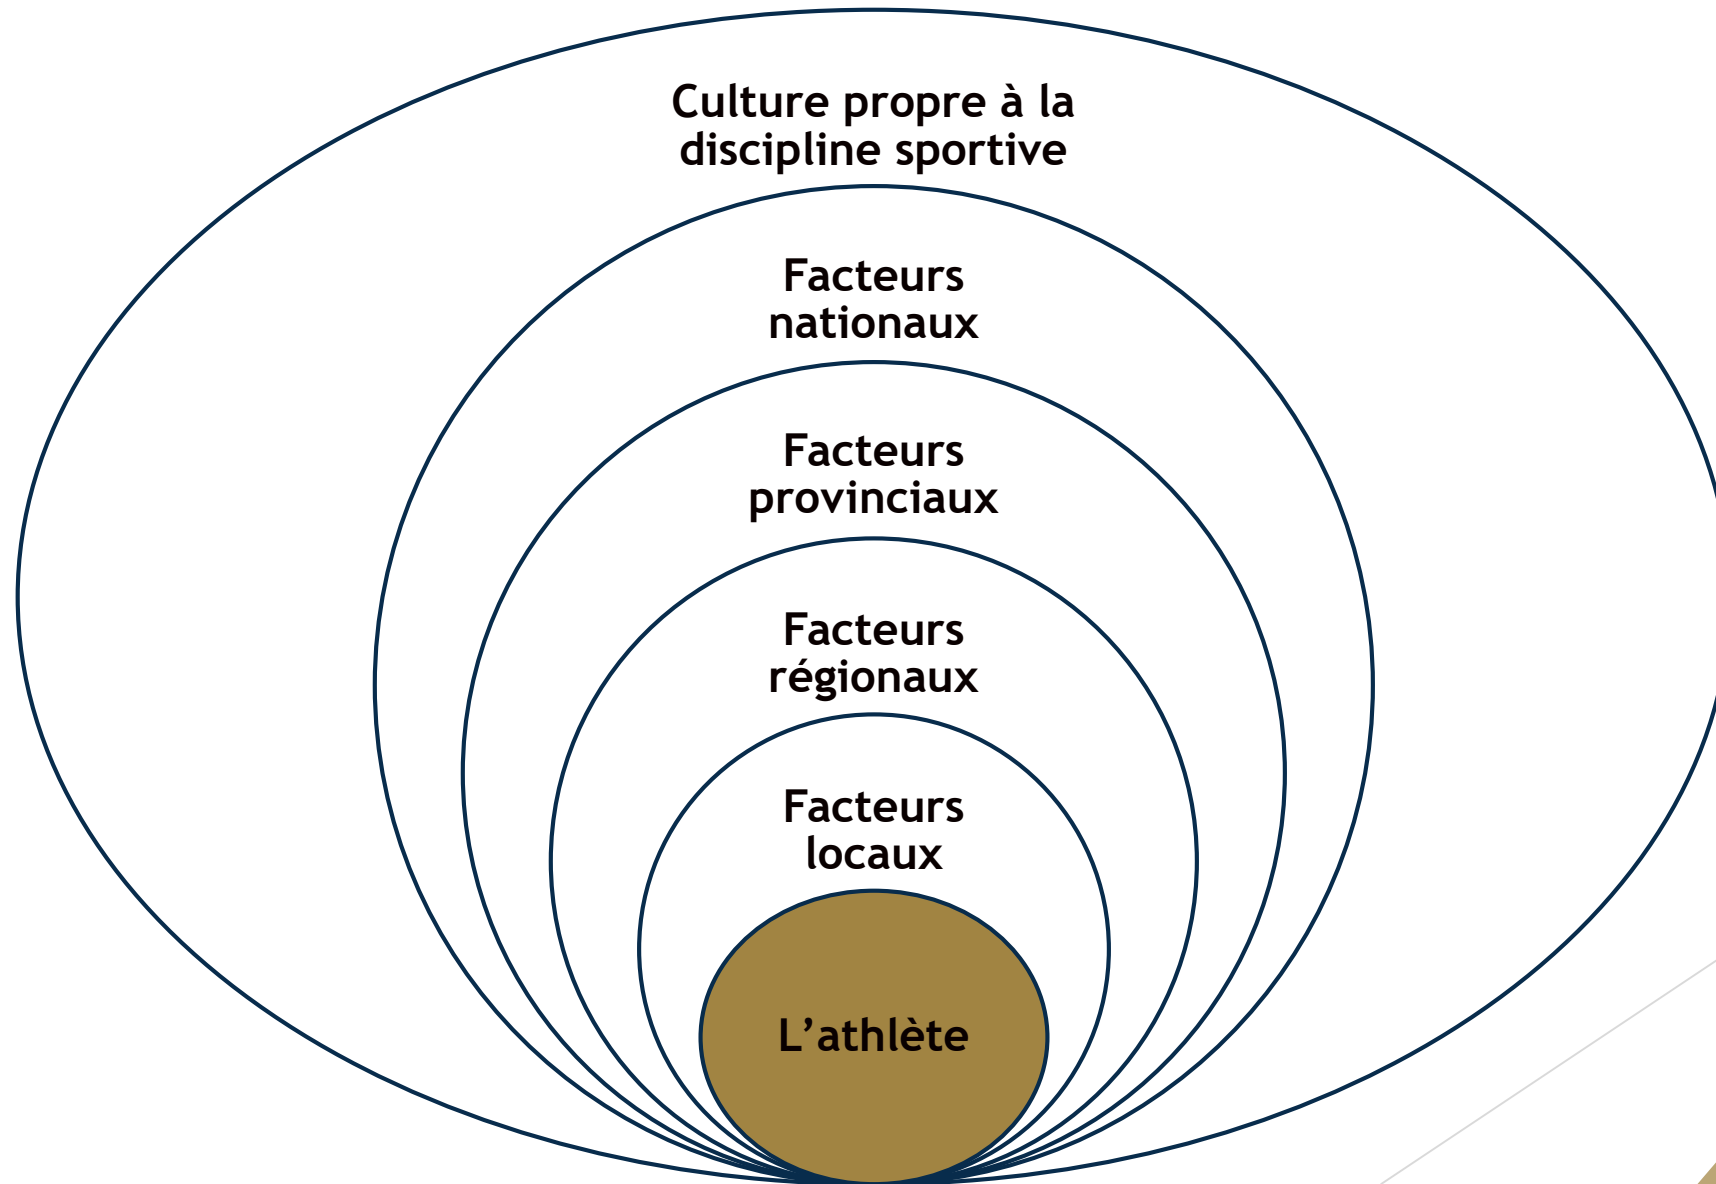 Culture propre à la
discipline sportive
Facteurs
nationaux
Facteurs
provinciaux
Facteurs
régionaux
Facteurs
locaux
L’athlète